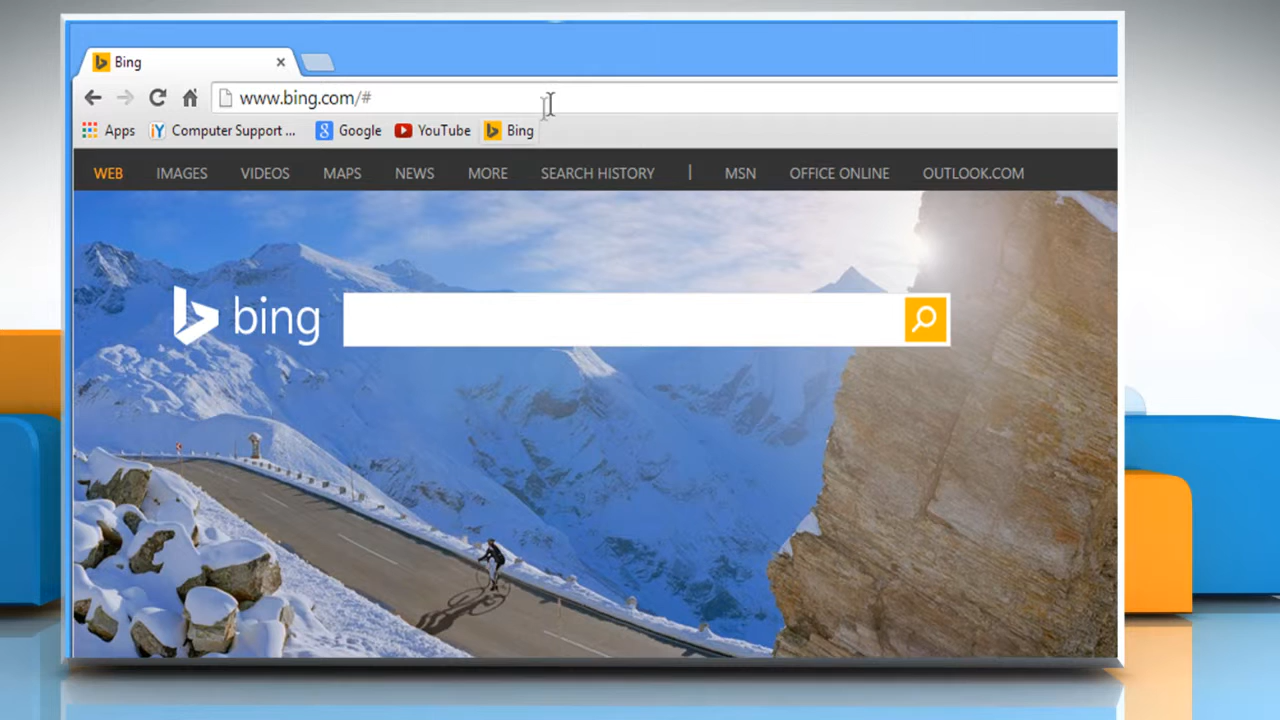 Bing
www.bing.com/#
Apps Computer Support ... Google YouTube Bing
WEB IMAGES VIDEOS MAPS NEWS MORE SEARCH HISTORY | MSN OFFICE ONLINE OUTLOOK.COM
bing